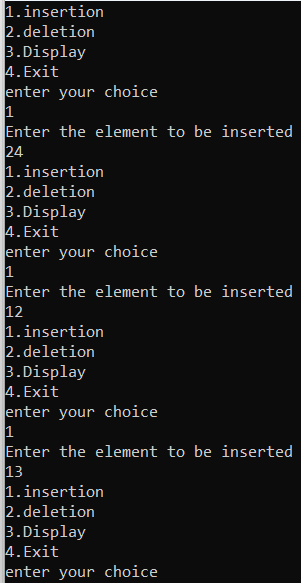 1.insertion
2.deletion
3.Display
4.Exit
enter your choice
1
Enter the element to be inserted
24
1.insertion
2.deletion
3.Display
4.Exit
enter your choice
1
Enter the element to be inserted
12
1.insertion
2.deletion
3.Display
4.Exit
enter your choice
1
Enter the element to be inserted
13
1.insertion
2.deletion
3.Display
4.Exit
enter your choice